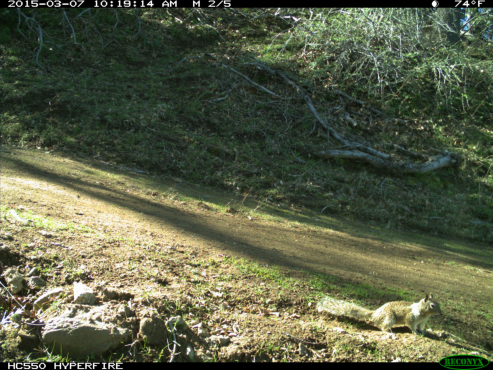 2015-03-07 10:19:14 AM M 2/5 74°F
HC550 HYPERFIRE
RECONYX